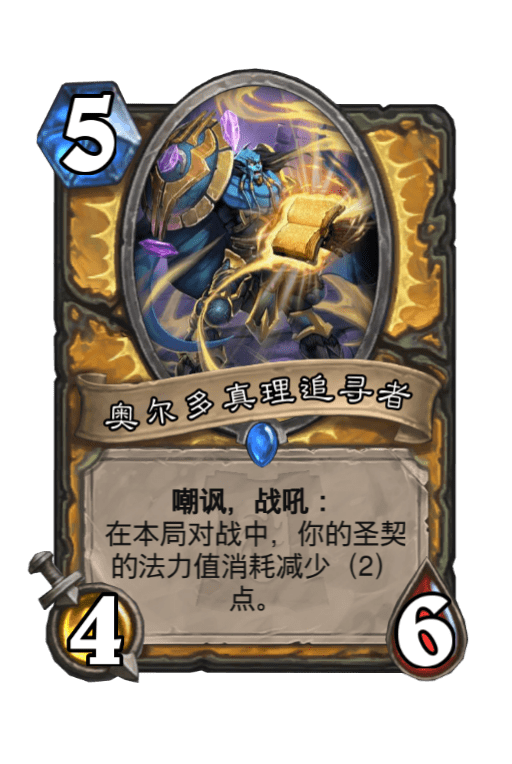 5
奥尔多真理追寻者
嘲讽，战吼：
在本局对战中，你的圣契
的法力值消耗减少（2）
点。
4
6